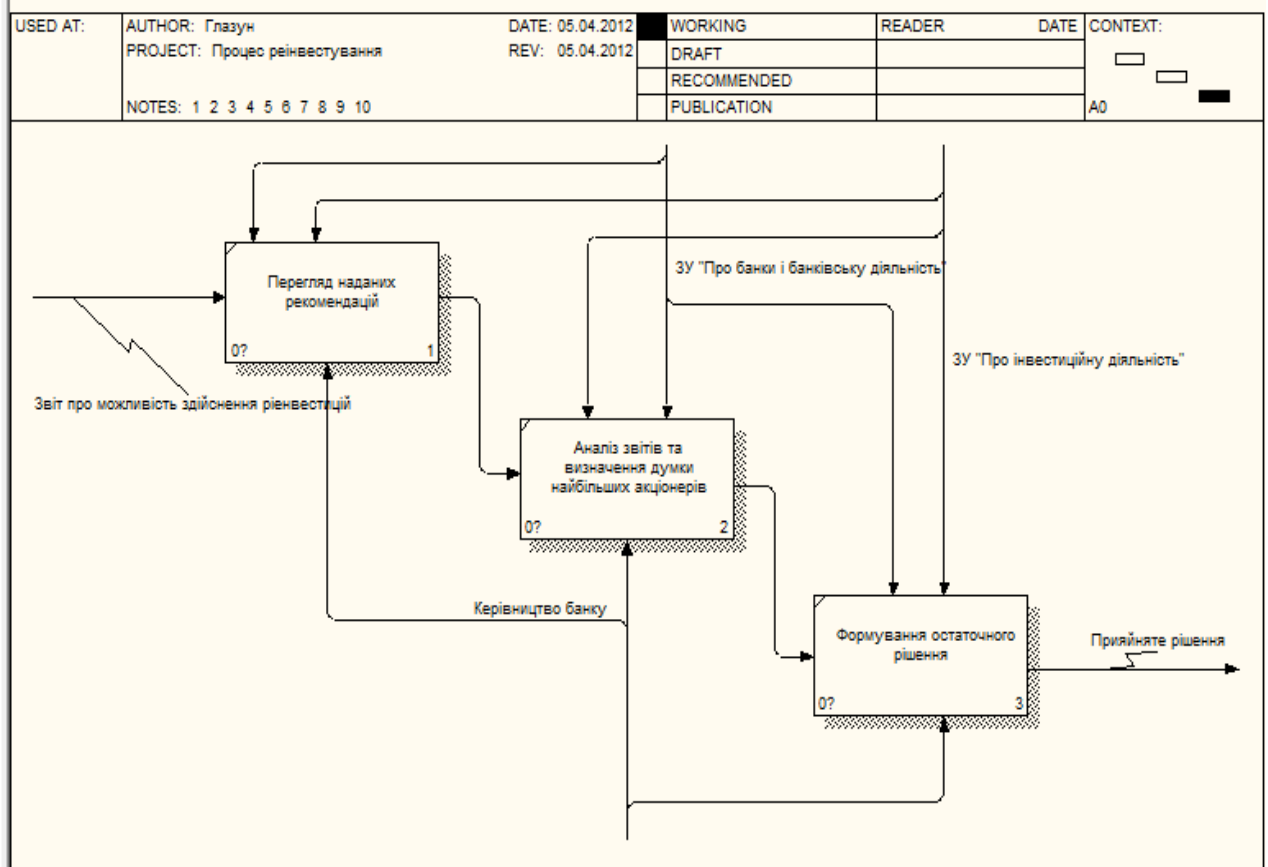 USED AT:
AUTHOR: Глазун
DATE: 05.04.2012
WORKING
READER
DATE
CONTEXT:
PROJECT: Процес реінвестування
REV: 05.04.2012
DRAFT
RECOMMENDED
NOTES: 1 2 3 4 5 6 7 8 9 10
PUBLICATION
A0
ЗУ "Про банки і банківську діяльність"
Перегляд наданих
рекомендацій
0?
1
ЗУ "Про інвестиційну діяльність"
Звіт про можливість здійснення ріенвестицій
Аналіз звітів та
визначення думки
найбільших акціонерів
0?
2
Керівництво банку
Формування остаточного
рішення
0?
3
Прияйняте рішення